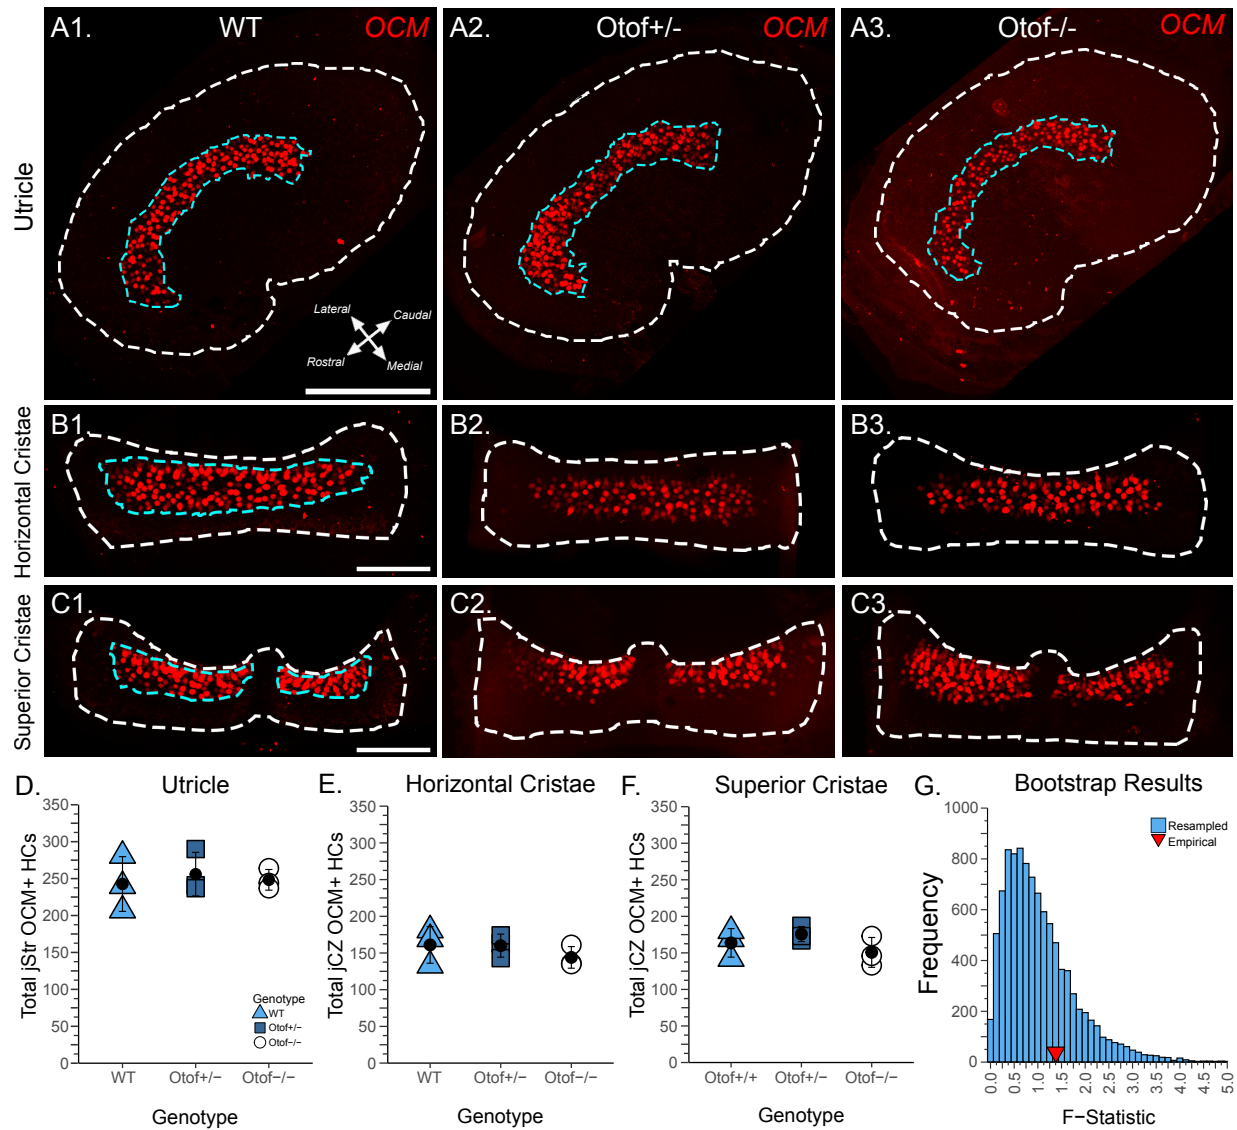 A1. WT OCM
A2. Otof+/- OCM
A3. Otof-/- OCM
Utricle
Lateral
Caudal
Rostral
Medial
Horizontal Cristae
B1.
B2.
B3.
Superior Cristae
C1.
C2.
C3.
D. Utricle
Total jStr OCM+ HCs
350
300
250
200
150
100
50
0
Genotype
WT
Otof+/−
Otof−/−
WT Otof+/− Otof−/−
Genotype
E. Horizontal Cristae
Total jCZ OCM+ HCs
350
300
250
200
150
100
50
0
WT Otof+/− Otof−/−
Genotype
F. Superior Cristae
Total jCZ OCM+ HCs
350
300
250
200
150
100
50
0
Otof+/+ Otof+/− Otof−/−
Genotype
G. Bootstrap Results
Frequency
1000
800
600
400
200
0
Resampled
Empirical
0.0 0.5 1.0 1.5 2.0 2.5 3.0 3.5 4.0 4.5 5.0
F−Statistic